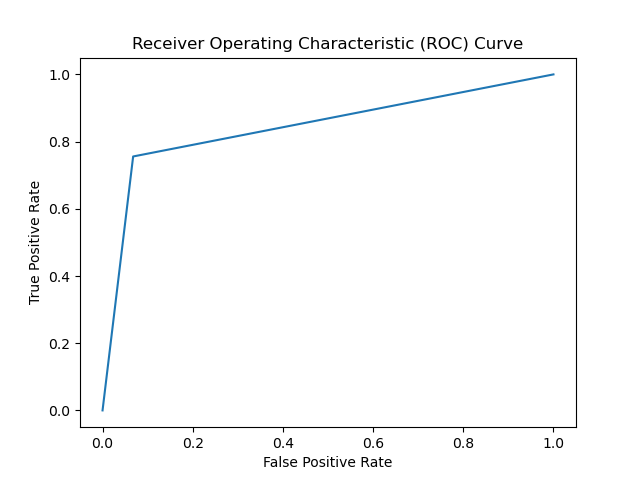 Receiver Operating Characteristic (ROC) Curve
1.0
0.8
0.6
0.4
0.2
0.0
True Positive Rate
0.0 0.2 0.4 0.6 0.8 1.0
False Positive Rate